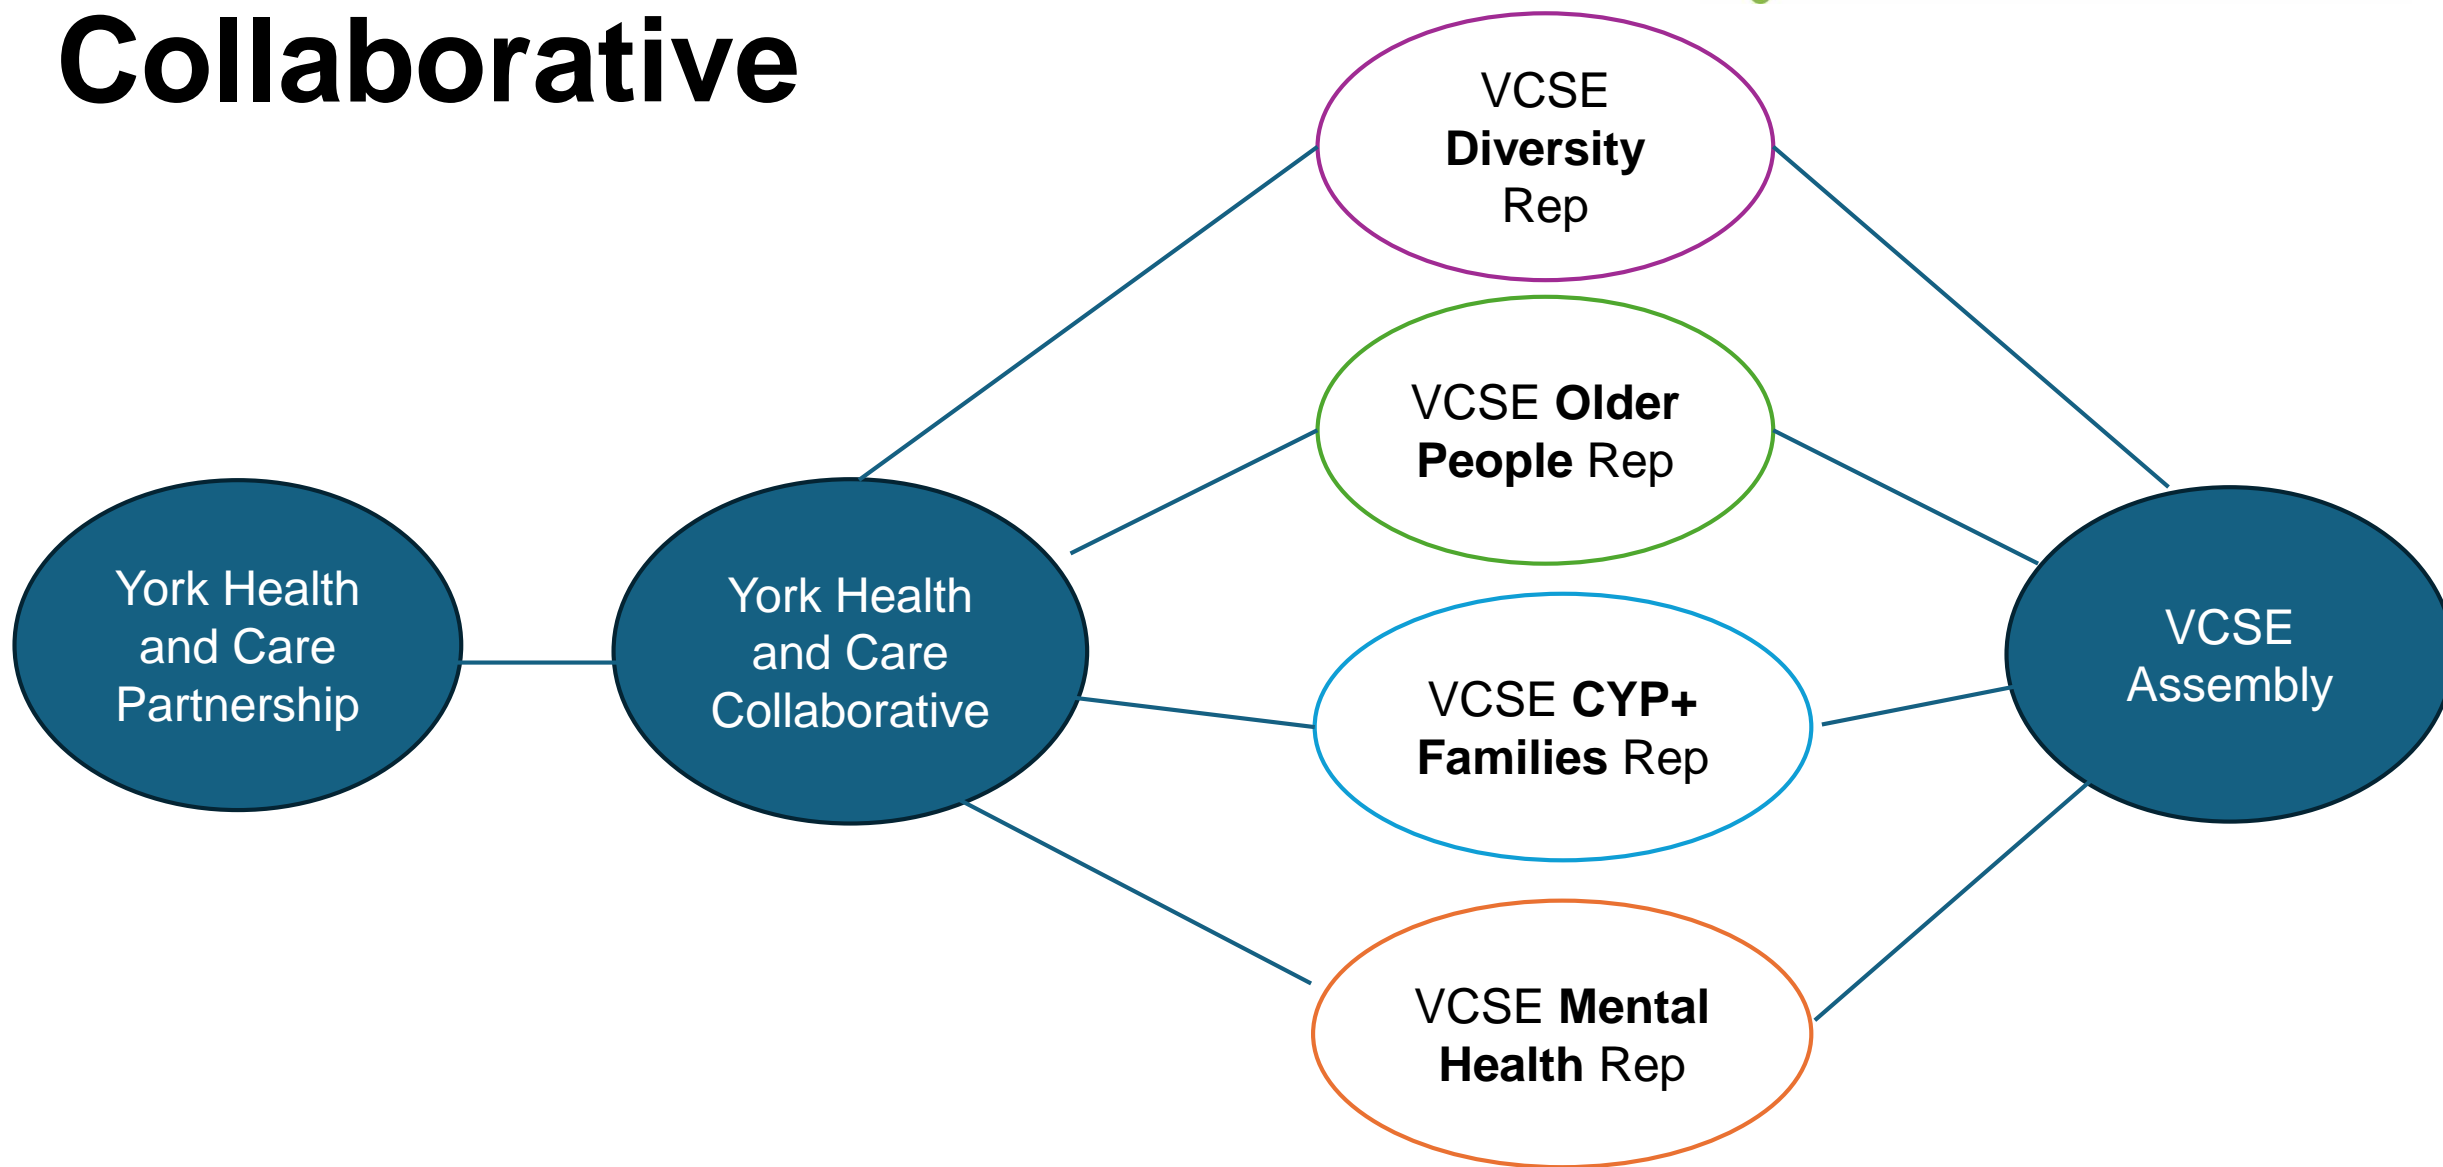 Collaborative
VCSE
Diversity
Rep
VCSE Older
People Rep
York Health
and Care
Partnership
York Health
and Care
Collaborative
VCSE CYP+
Families Rep
VCSE
Assembly
VCSE Mental
Health Rep